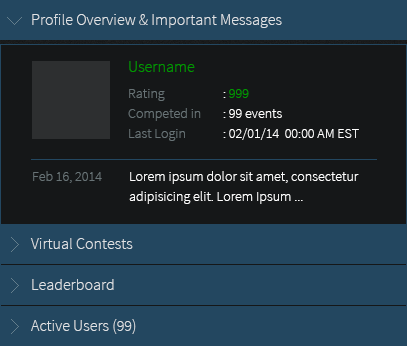 Profile Overview & Important Messages
Username
Rating : 999
Competed in : 99 events
Last Login : 02/01/14 00:00 AM EST
Feb 16, 2014 Lorem ipsum dolor sit amet, consectetur
adipisicing elit. Lorem Ipsum ...
Virtual Contests
Leaderboard
Active Users (99)